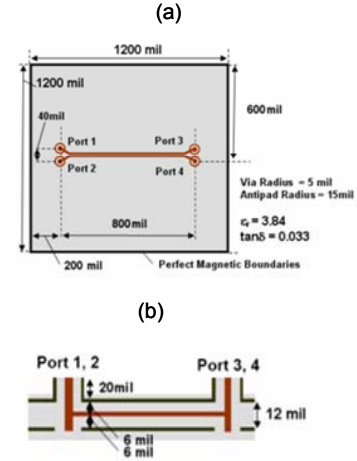 (a)
1200 mil
1200 mil
600mil
40mil
Port 1
Port 3
Port 2
Port 4
Via Radius = 5 mil
Antipad Radius = 15mil
800mil
εr = 3.84
tanδ = 0.033
200 mil
Perfect Magnetic Boundaries
(b)
Port 1, 2
Port 3, 4
20mil
12 mil
6 mil
6 mil